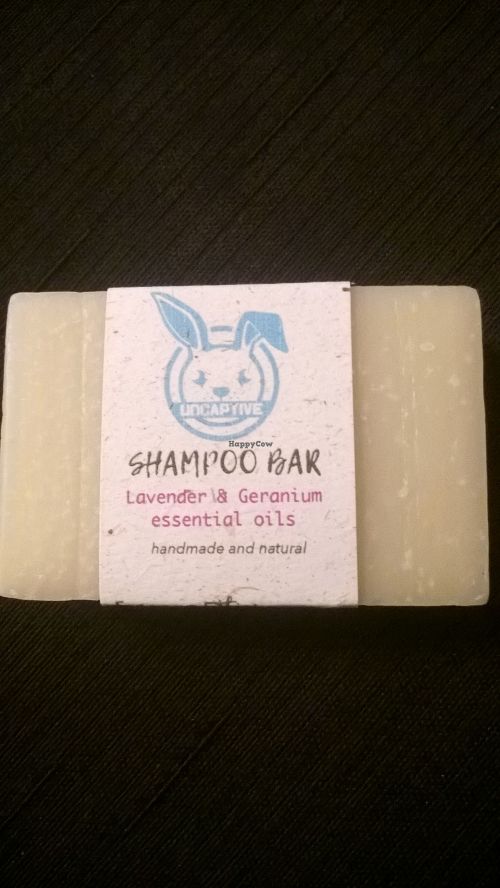 UNCAPTIVE
HappyCow
SHAMPOO BAR
Lavender & Geranium
essential oils
handmade and natural